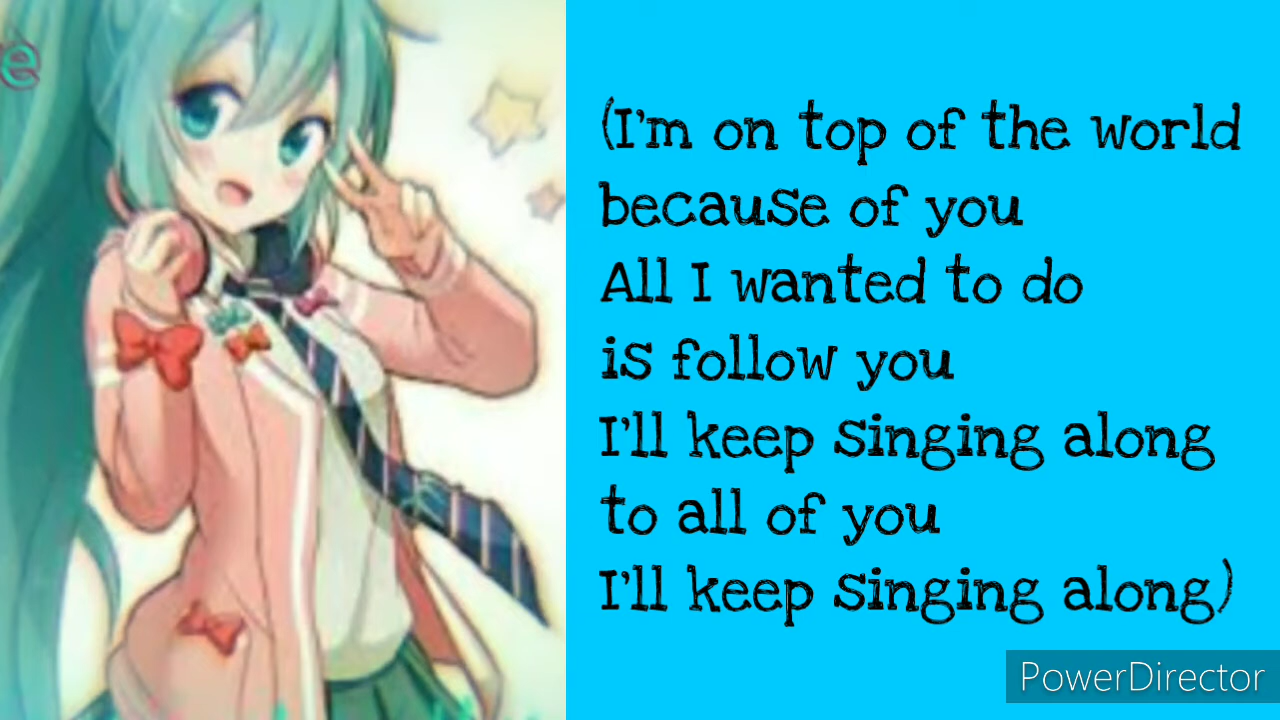 e
(I'm on top of the world
because of you
All I wanted to do
is follow you
I'll keep singing along
to all of you
I'll keep singing along)
PowerDirector